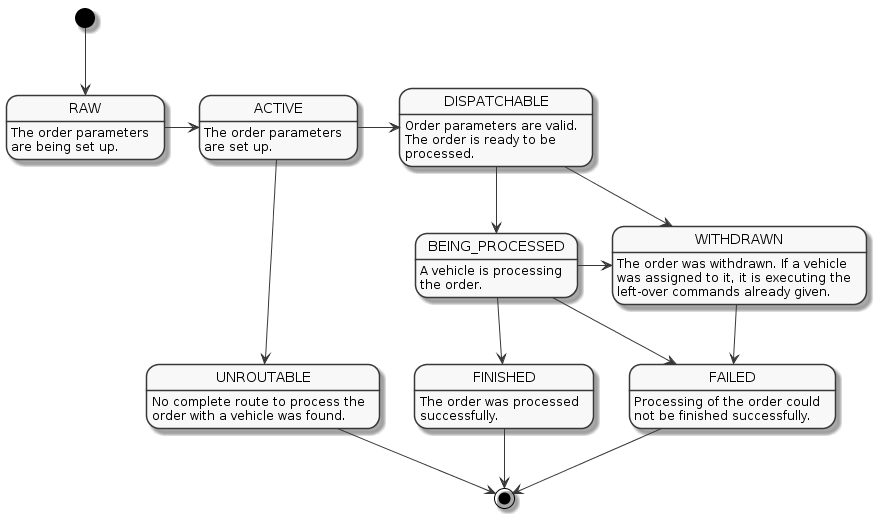 RAW
The order parameters
are being set up.
ACTIVE
The order parameters
are set up.
DISPATCHABLE
Order parameters are valid.
The order is ready to be
processed.
BEING_PROCESSED
A vehicle is processing
the order.
WITHDRAWN
The order was withdrawn. If a vehicle
was assigned to it, it is executing the
left-over commands already given.
UNROUTABLE
No complete route to process the
order with a vehicle was found.
FINISHED
The order was processed
successfully.
FAILED
Processing of the order could
not be finished successfully.